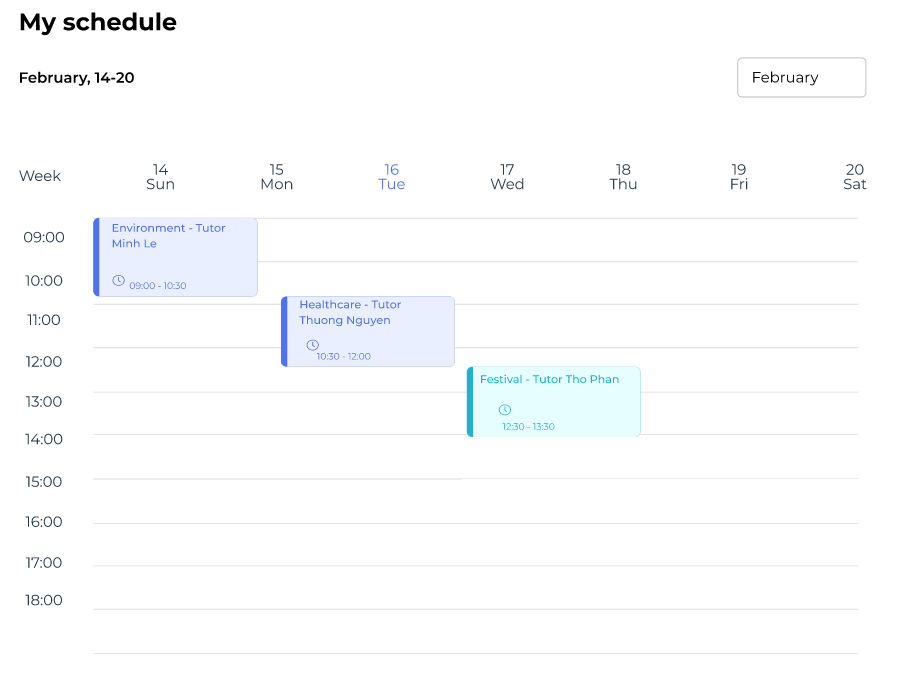 My schedule
February, 14-20
February
Week
14
Sun
15
Mon
16
Tue
17
Wed
18
Thu
19
Fri
20
Sat
09:00
10:00
11:00
12:00
13:00
14:00
15:00
16:00
17:00
18:00
Environment - Tutor
Minh Le
09:00 - 10:30
Healthcare - Tutor
Thuong Nguyen
10:30 - 12:00
Festival - Tutor Tho Phan
12:30 - 13:30